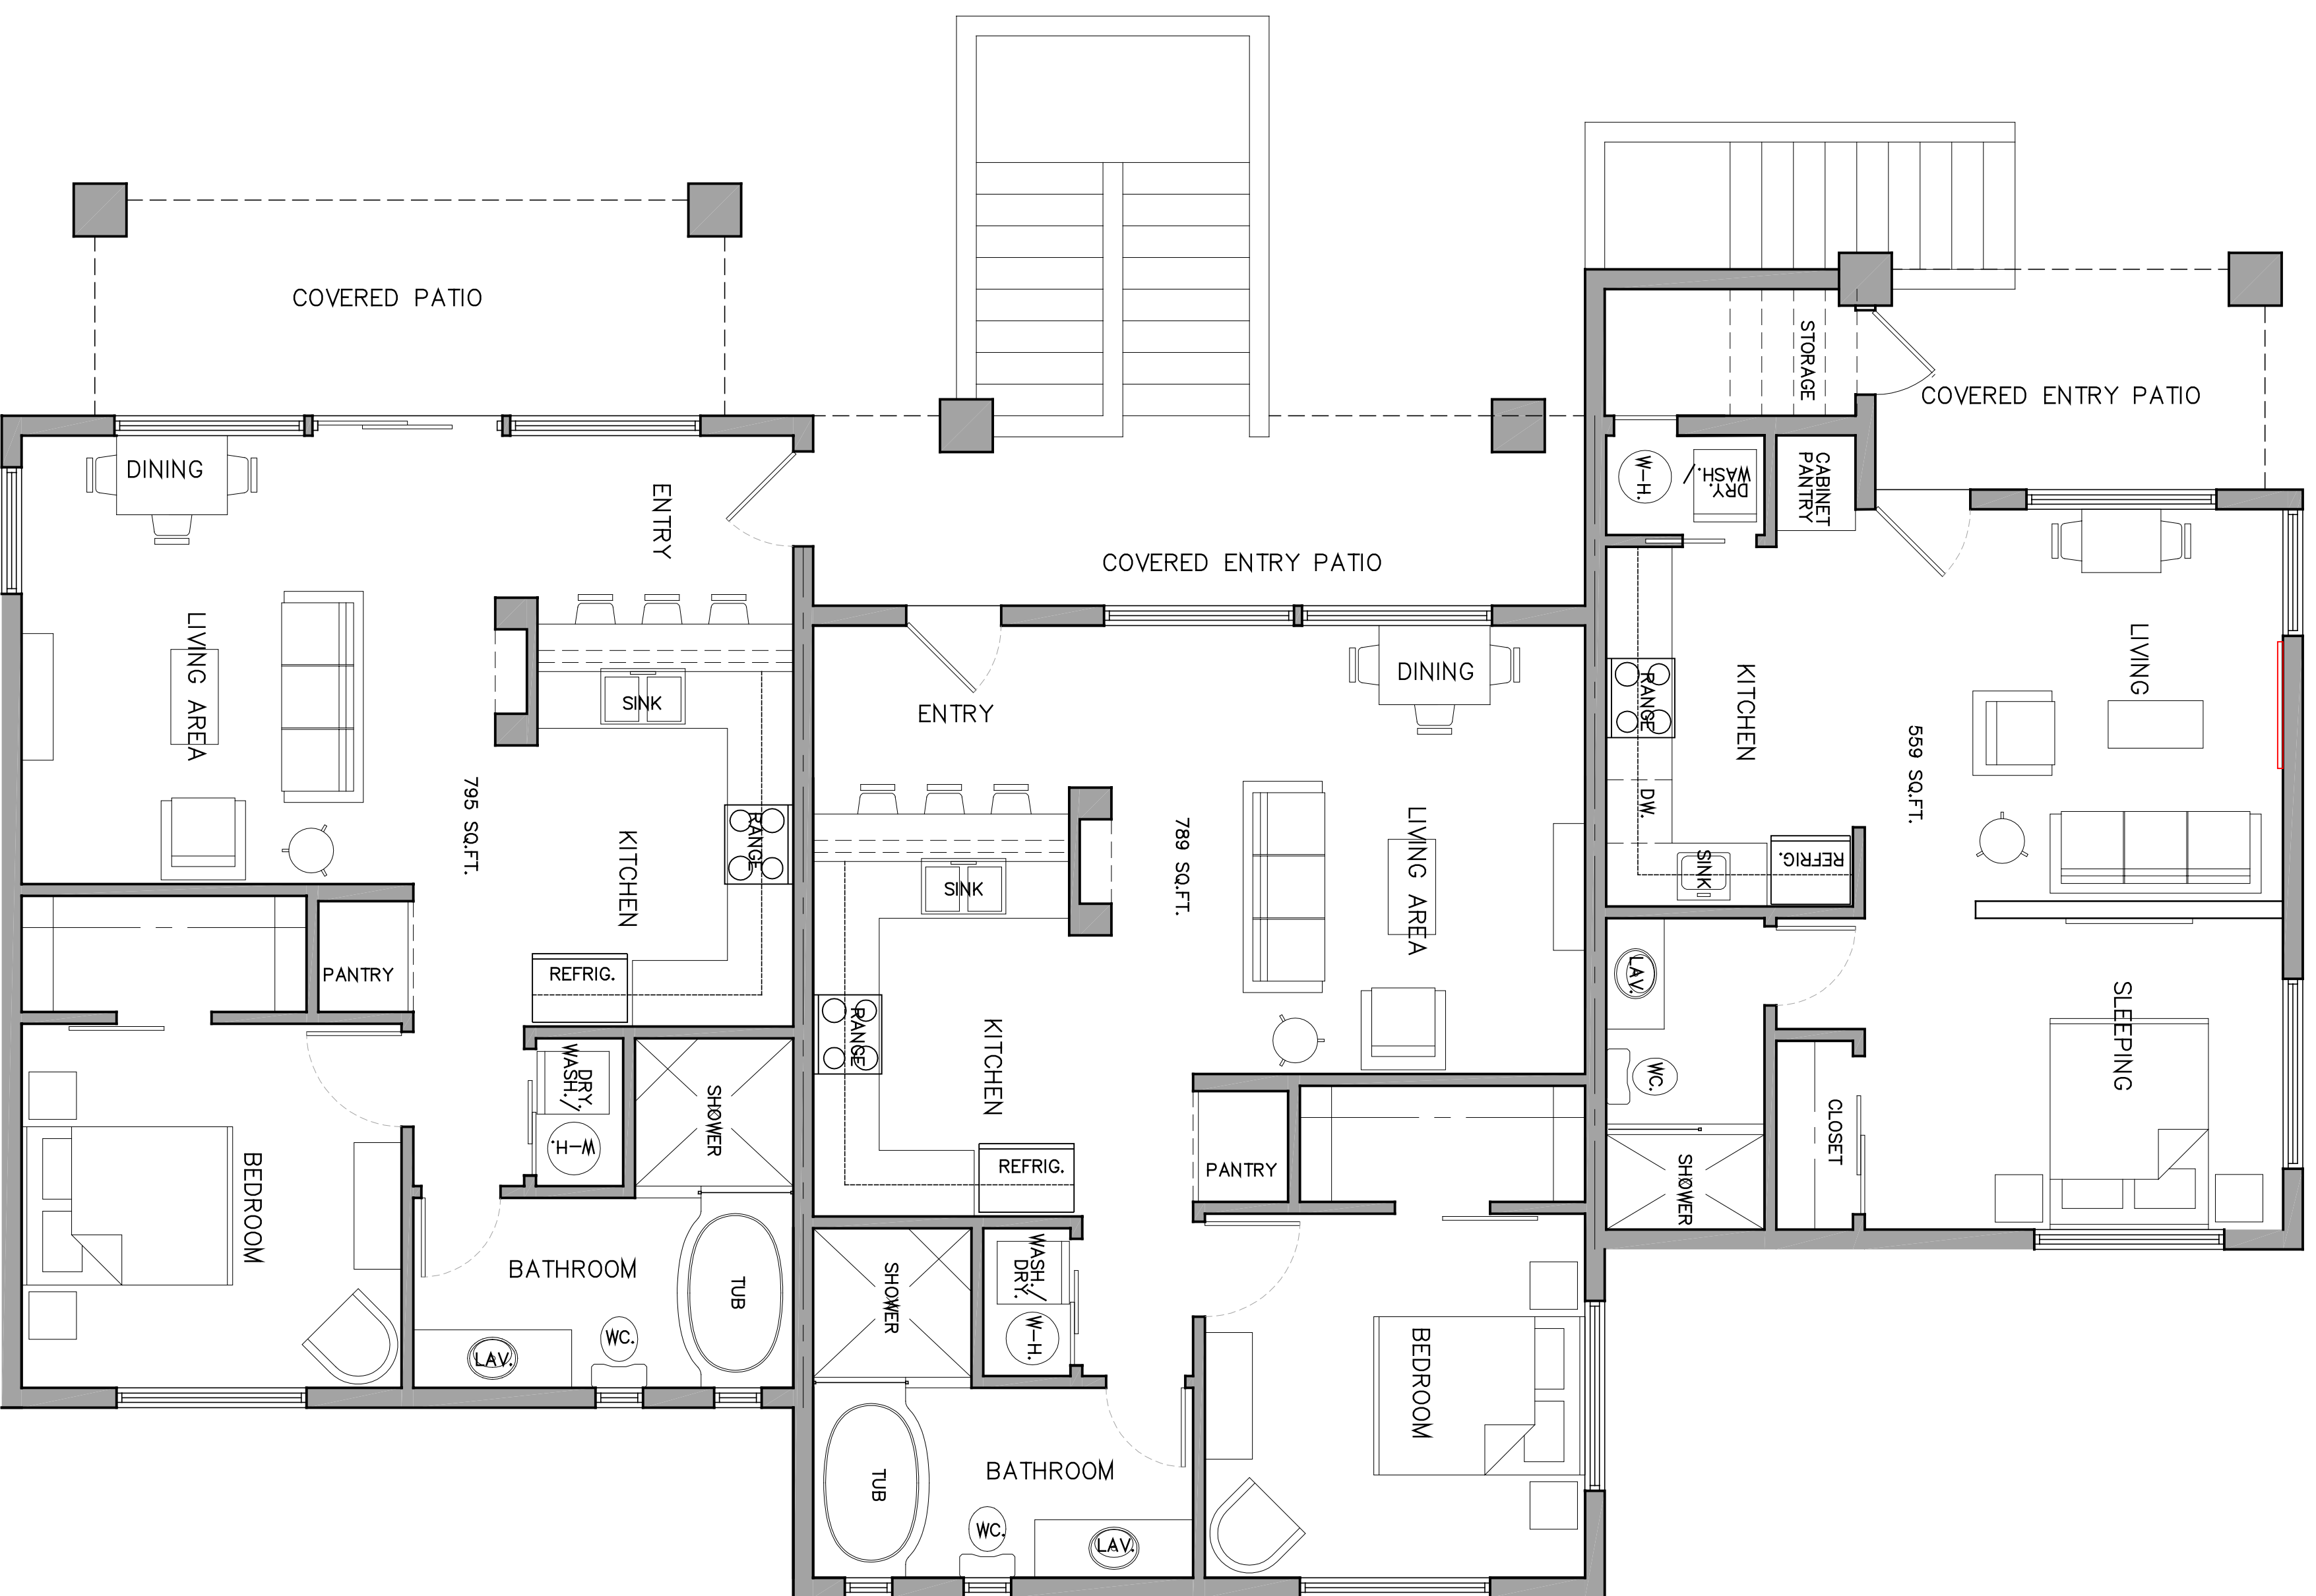 COVERED PATIO
DINING
ENTRY
LIVING AREA
SINK
795 SQ.FT.
RANGE
KITCHEN
REFRIG.
PANTRY
WASH./
DRY.
W-H.
SHOWER
BEDROOM
BATHROOM
TUB
WC.
LAV.
COVERED ENTRY PATIO
ENTRY
DINING
LIVING AREA
789 SQ.FT.
SINK
RANGE
KITCHEN
REFRIG.
PANTRY
WASH./
DRY.
W-H.
SHOWER
BEDROOM
BATHROOM
TUB
WC.
LAV.
STORAGE
COVERED ENTRY PATIO
W-H.
WASH./
DRY.
CABINET
PANTRY
LIVING
KITCHEN
RANGE
559 SQ.FT.
DW.
SINK
REFRIG.
LAV.
WC.
SLEEPING
CLOSET
SHOWER